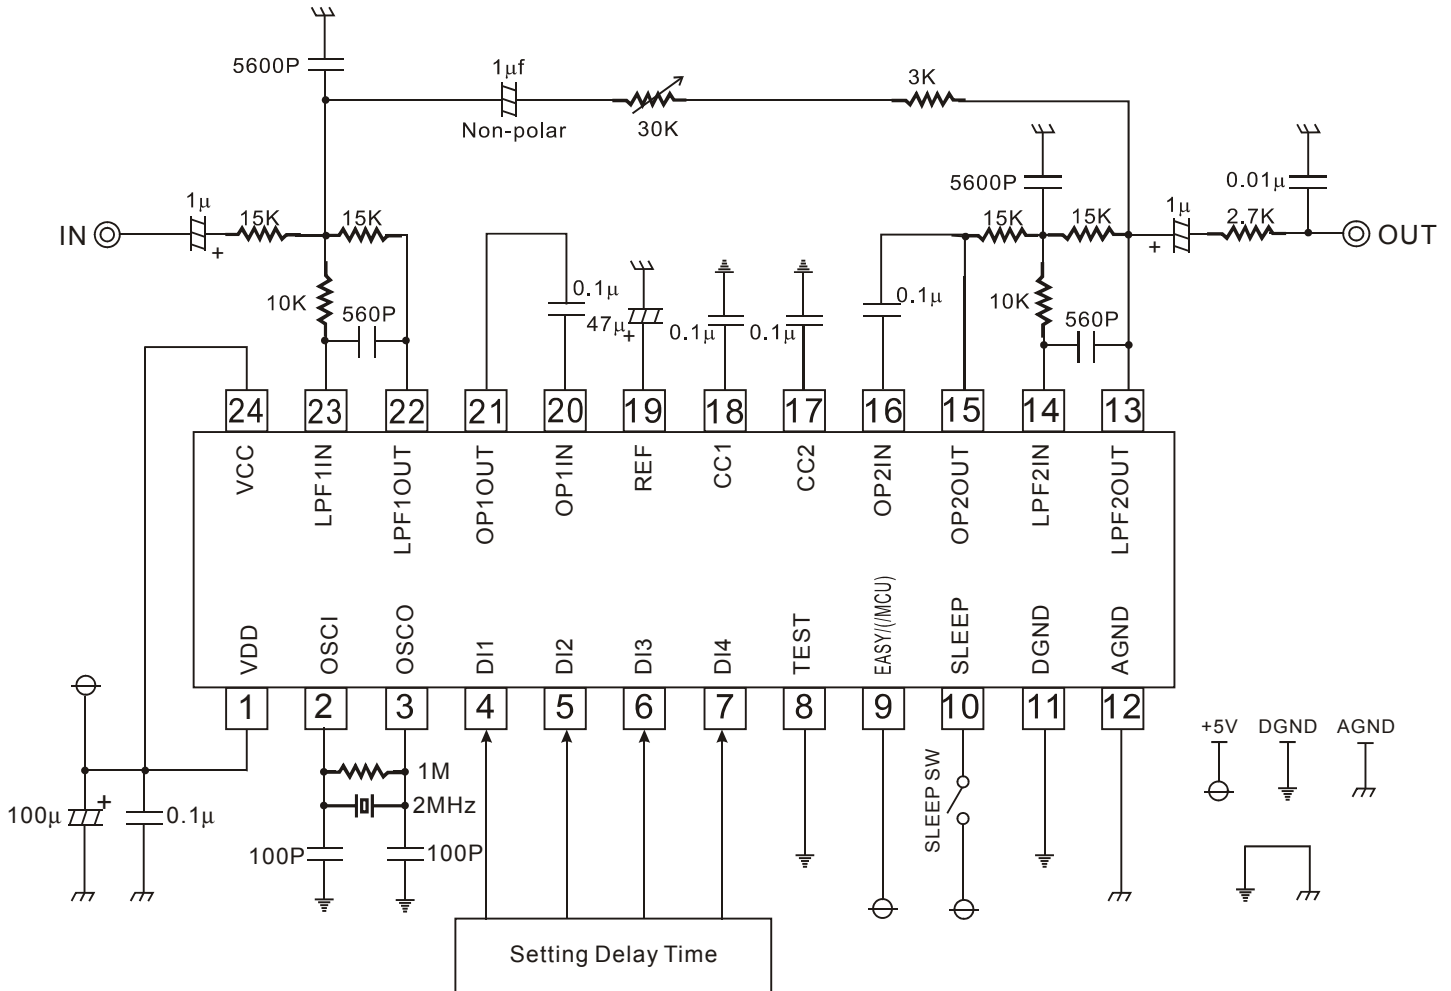 5600P
1μf
Non-polar
30K
3K
5600P
0.01μ
IN
1μ
+
15K
15K
15K
15K
1μ
+
2.7K
OUT
10K
560P
0.1μ
47μ
+
0.1μ
0.1μ
0.1μ
10K
560P
24
23
22
21
20
19
18
17
16
15
14
13
VCC
LPF1IN
LPF1OUT
OP1OUT
OP1IN
REF
CC1
CC2
OP2IN
OP2OUT
LPF2IN
LPF2OUT
VDD
OSCI
OSCO
DI1
DI2
DI3
DI4
TEST
EASY/(/MCU)
SLEEP
DGND
AGND
1
2
3
4
5
6
7
8
9
10
11
12
+5V
DGND
AGND
1M
2MHz
100μ
+
0.1μ
100P
100P
SLEEP SW
Setting Delay Time